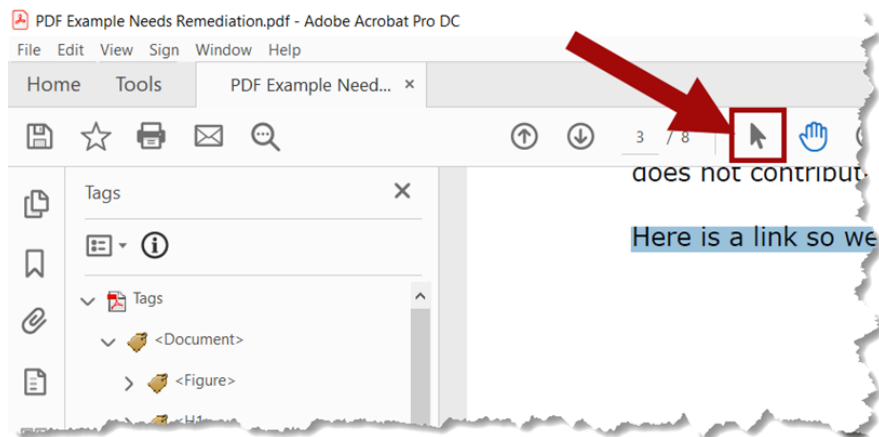 PDF Example Needs Remediation.pdf - Adobe Acrobat Pro DC
File Edit View Sign Window Help
Home Tools PDF Example Need... ×
3 / 8
Tags
does not contribut
Here is a link so we
Tags
<Document>
<Figure>
<H1